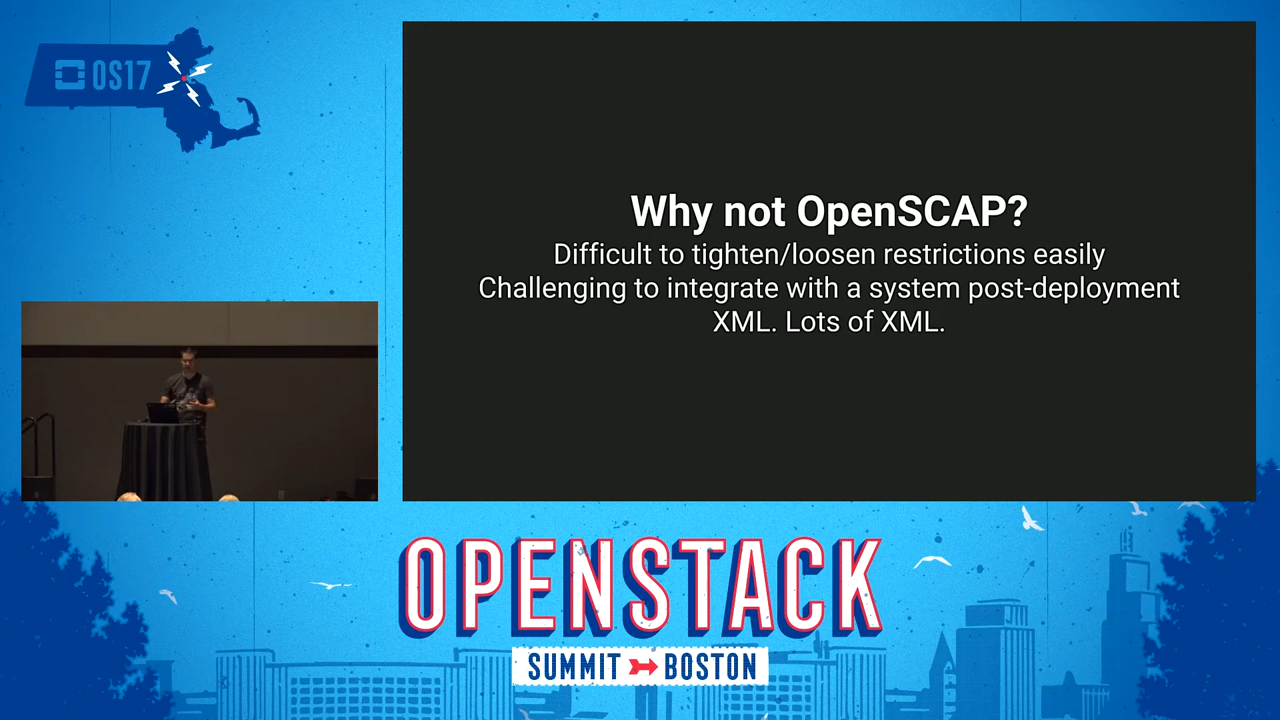 OS17
Why not OpenSCAP?
Difficult to tighten/loosen restrictions easily
Challenging to integrate with a system post-deployment
XML. Lots of XML.
OPENSTACK
SUMMIT BOSTON